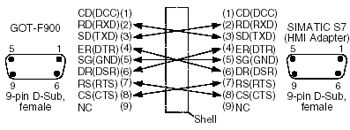 GOT-F900
5 1
9 6
9-pin D-Sub,
female
CD(DCC) (1)
RD(RXD) (2)
SD(TXD) (3)
ER(DTR) (4)
SG(GND) (5)
DR(DSR) (6)
RS(RTS) (7)
CS(CTS) (8)
NC (9)
Shell
(1) CD(DCC)
(2) RD(RXD)
(3) SD(TXD)
(4) ER(DTR)
(5) SG(GND)
(6) DR(DSR)
(7) RS(RTS)
(8) CS(CTS)
(9) NC
SIMATIC S7
(HMI Adapter)
5 1
9 6
9-pin D-Sub,
female